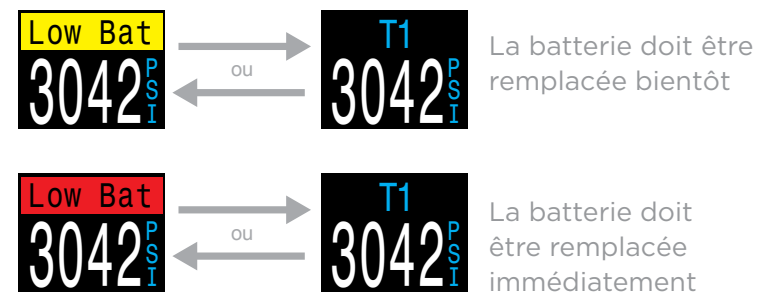 Low Bat
3042 PSI
ou
T1
3042 PSI
La batterie doit être
remplacée bientôt
Low Bat
3042 PSI
ou
T1
3042 PSI
La batterie doit
être remplacée
immédiatement